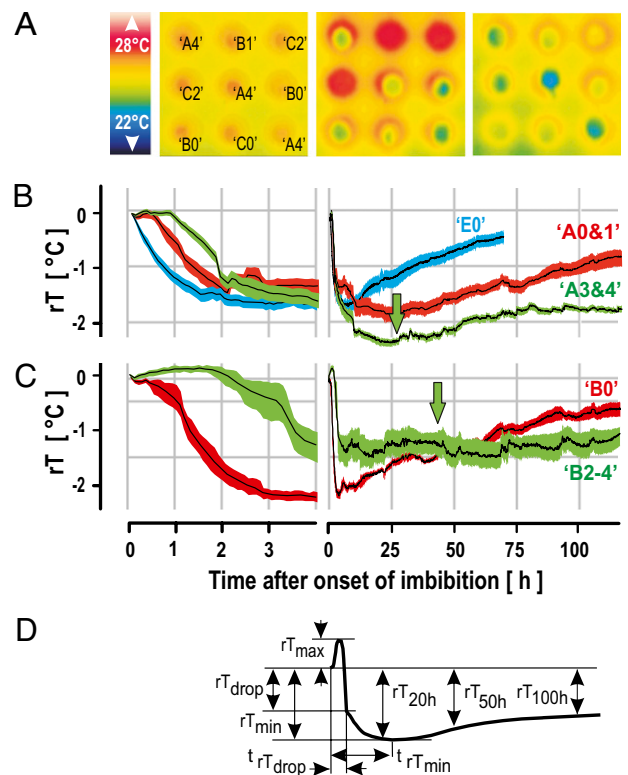 A
28°C
22°C
‘A4’ ‘B1’ ‘C2’
‘C2’ ‘A4’ ‘B0’
‘B0’ ‘C0’ ‘A4’
B
rT [ °C ]
0
-1
-2
‘E0’
‘A0&1’
‘A3&4’
C
rT [ °C ]
0
-1
-2
‘B0’
‘B2-4’
0 1 2 3 0 25 50 75 100
Time after onset of imbibition [ h ]
D
rTmax
rTdrop
rTmin
rT20h
rT50h
rT100h
t rTdrop
t rTmin